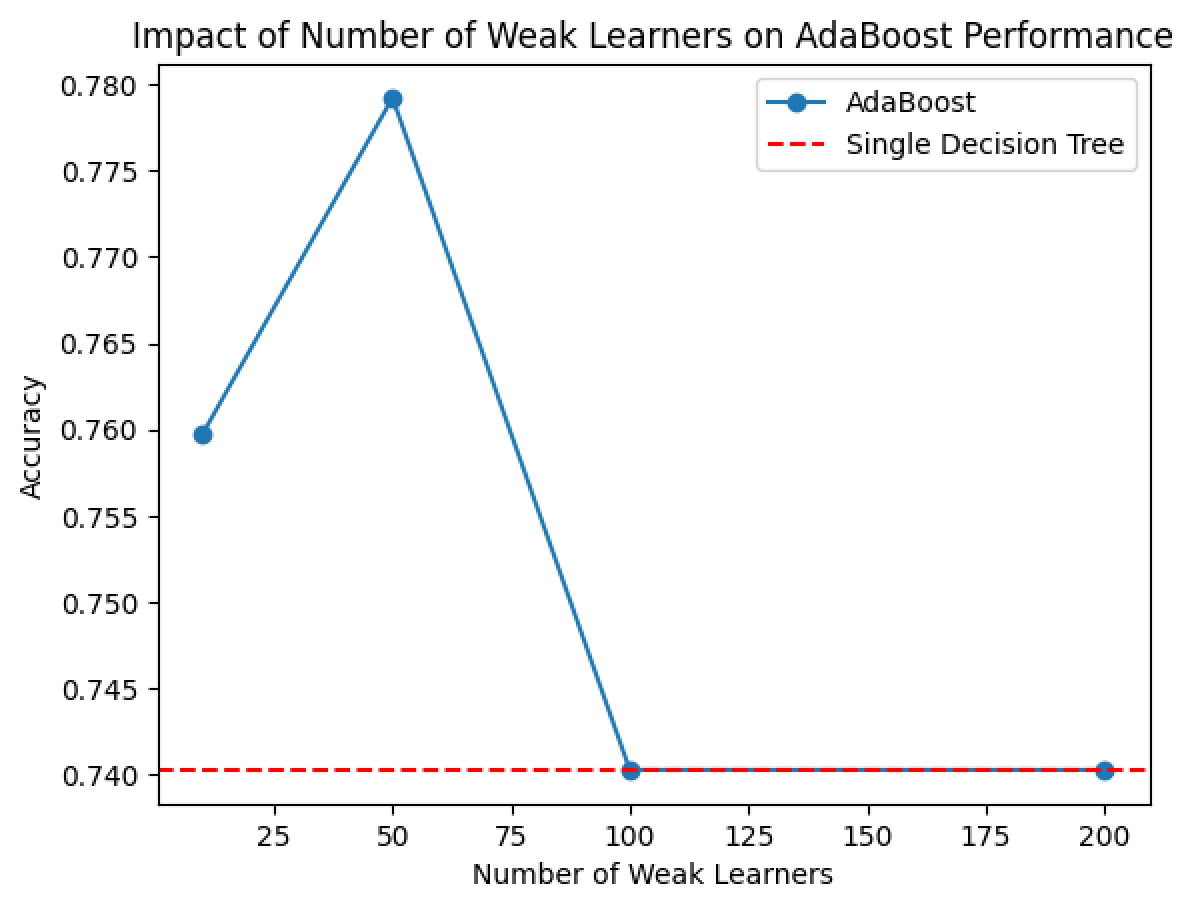 Impact of Number of Weak Learners on AdaBoost Performance
AdaBoost
Single Decision Tree
Accuracy
0.780
0.775
0.770
0.765
0.760
0.755
0.750
0.745
0.740
25 50 75 100 125 150 175 200
Number of Weak Learners